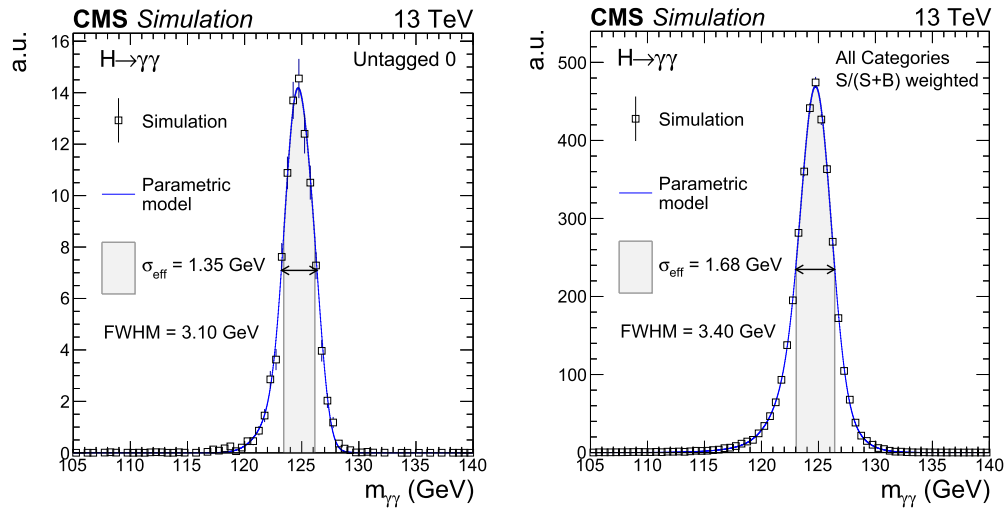 CMS Simulation 13 TeV
a.u.
H→γγ
Untagged 0
Simulation
Parametric
model
σeff = 1.35 GeV
FWHM = 3.10 GeV
16
14
12
10
8
6
4
2
0
105 110 115 120 125 130 135 140
mγγ (GeV)
CMS Simulation 13 TeV
a.u.
H→γγ
All Categories
S/(S+B) weighted
Simulation
Parametric
model
σeff = 1.68 GeV
FWHM = 3.40 GeV
500
400
300
200
100
0
105 110 115 120 125 130 135 140
mγγ (GeV)